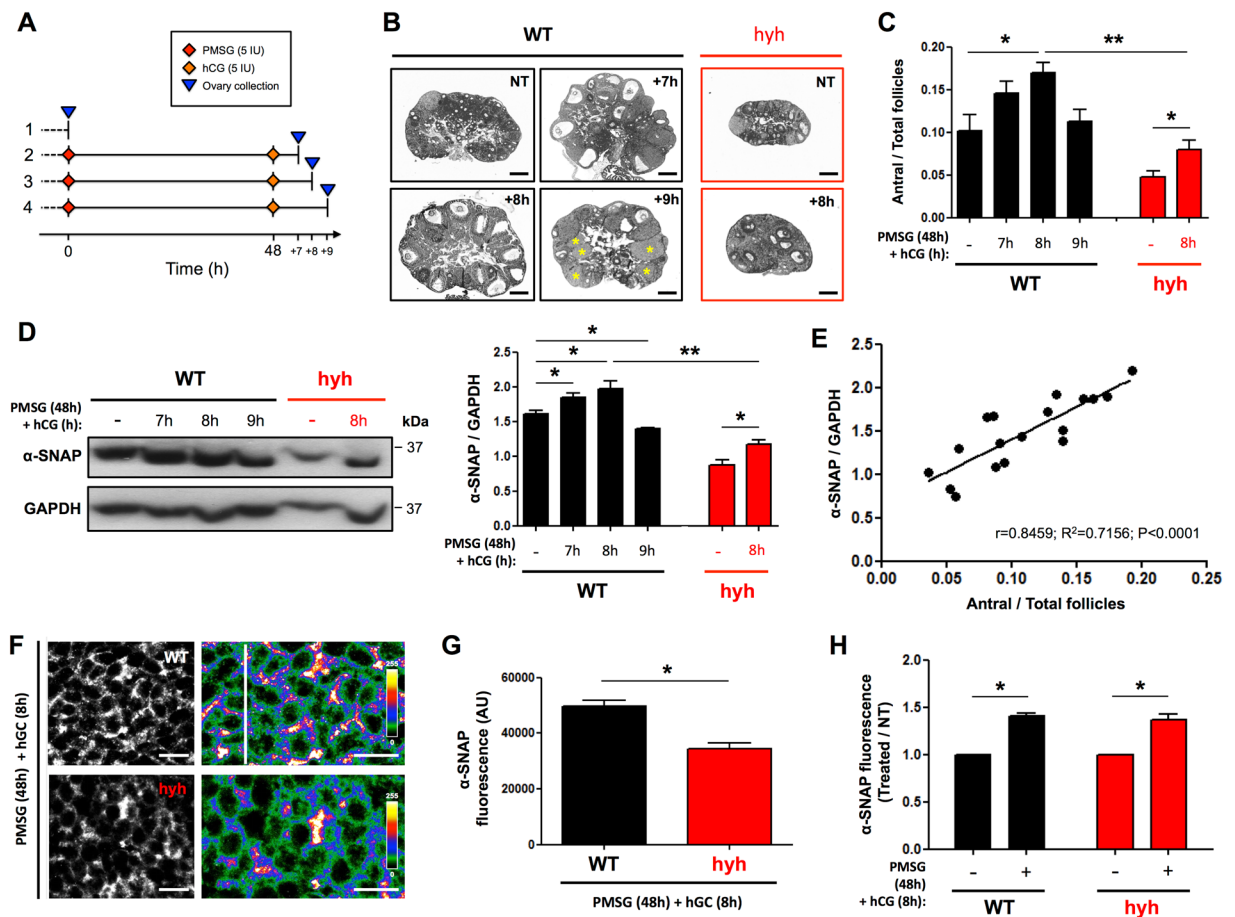 A
PMSG (5 IU)
hCG (5 IU)
Ovary collection
1
2
3
4
0
48
+7
+8
+9
Time (h)
B
WT
hyh
NT
+7h
NT
+8h
+9h
* * * * *
+8h
C
Antral / Total follicles
0.20
0.15
0.10
0.05
0.00
*
**
*
PMSG (48h)
+ hCG (h):
- 7h 8h 9h - 8h
WT
hyh
D
WT
hyh
PMSG (48h)
+ hCG (h):
- 7h 8h 9h - 8h
kDa
α-SNAP
- 37
GAPDH
- 37
α-SNAP / GAPDH
2.5
2.0
1.5
1.0
0.5
0.0
*
*
*
**
*
PMSG (48h)
+ hCG (h):
- 7h 8h 9h - 8h
WT
hyh
E
α-SNAP / GAPDH
2.5
2.0
1.5
1.0
0.5
0.0
r=0.8459; R²=0.7156; P<0.0001
0.00 0.05 0.10 0.15 0.20 0.25
Antral / Total follicles
F
PMSG (48h) + hGC (8h)
WT
255
0
hyh
255
0
G
α-SNAP
fluorescence (AU)
60000
40000
20000
0
*
WT
hyh
PMSG (48h) + hGC (8h)
H
α-SNAP fluorescence
(Treated / NT)
2.0
1.5
1.0
0.5
0.0
*
*
PMSG
(48h)
+ hCG (8h):
- + - +
WT
hyh